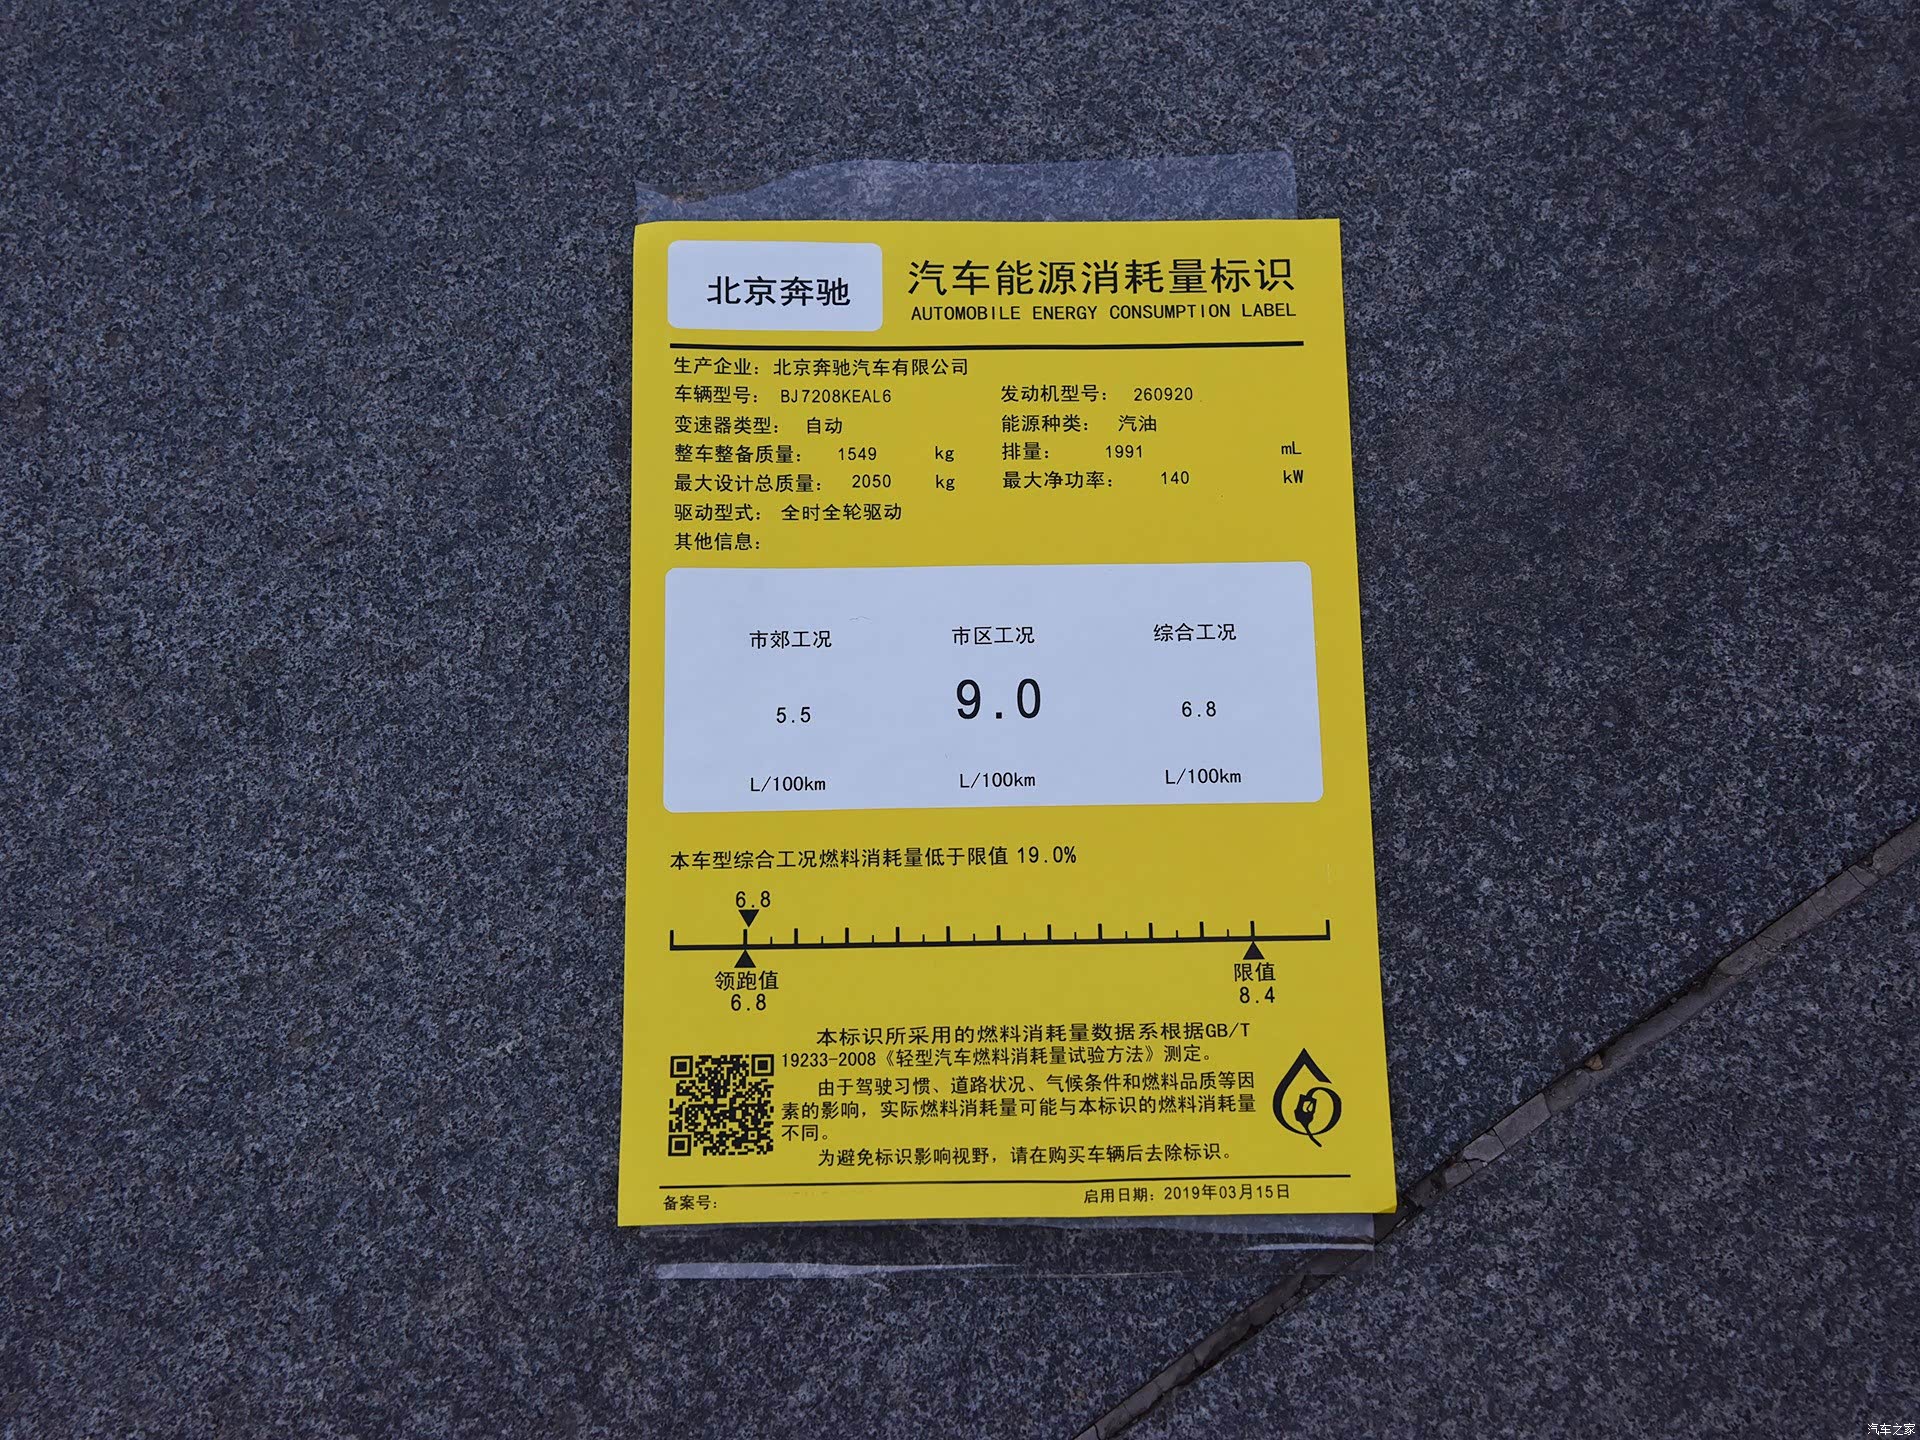 北京奔驰
汽车能源消耗量标识
AUTOMOBILE ENERGY CONSUMPTION LABEL
生产企业: 北京奔驰汽车有限公司
车辆型号: BJ7208KEAL6 发动机型号: 260920
变速器类型: 自动 能源种类: 汽油
整车整备质量: 1549 kg 排量: 1991 mL
最大设计总质量: 2050 kg 最大净功率: 140 kW
驱动型式: 全时全轮驱动
其他信息:
市郊工况 市区工况 综合工况
5.5 9.0 6.8
L/100km L/100km L/100km
本车型综合工况燃料消耗量低于限值 19.0%
6.8
领跑值 限值
6.8 8.4
本标识所采用的燃料消耗量数据系根据GB/T
19233-2008《轻型汽车燃料消耗量试验方法》测定。
由于驾驶习惯、道路状况、气候条件和燃料品质等因
素的影响，实际燃料消耗量可能与本标识的燃料消耗量
不同。
为避免标识影响视野，请在购买车辆后去除标识。
备案号: 启用日期: 2019年03月15日
汽车之家